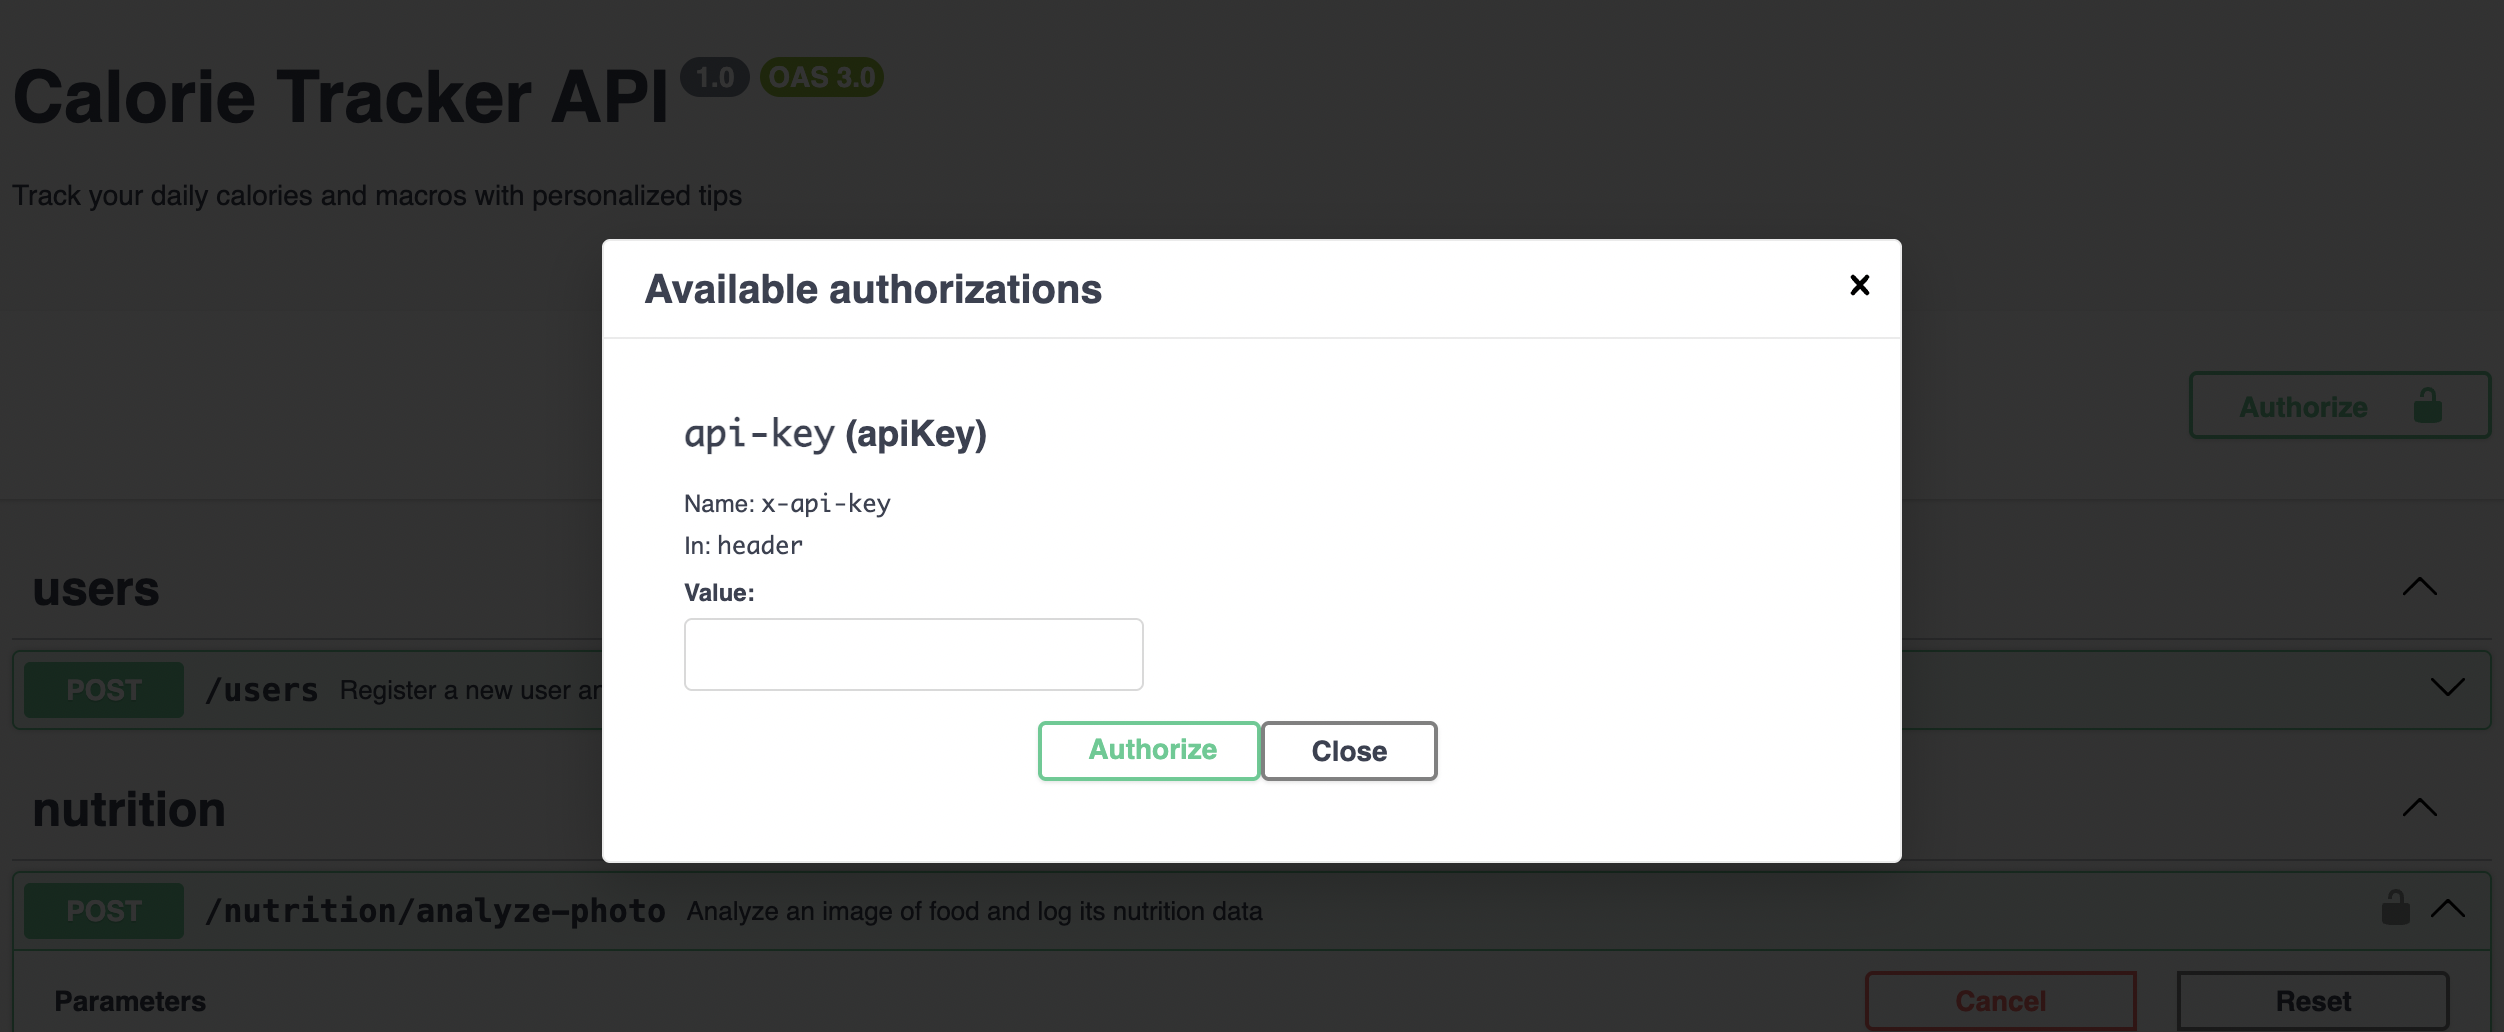 Calorie Tracker API 1.0 OAS 3.0
Track your daily calories and macros with personalized tips
Available authorizations
api-key (apiKey)
Name: x-api-key
In: header
Value:
Authorize Close
Authorize
users
POST /users Register a new user
nutrition
POST /nutrition/analyze-photo Analyze an image of food and log its nutrition data
Parameters Cancel Reset